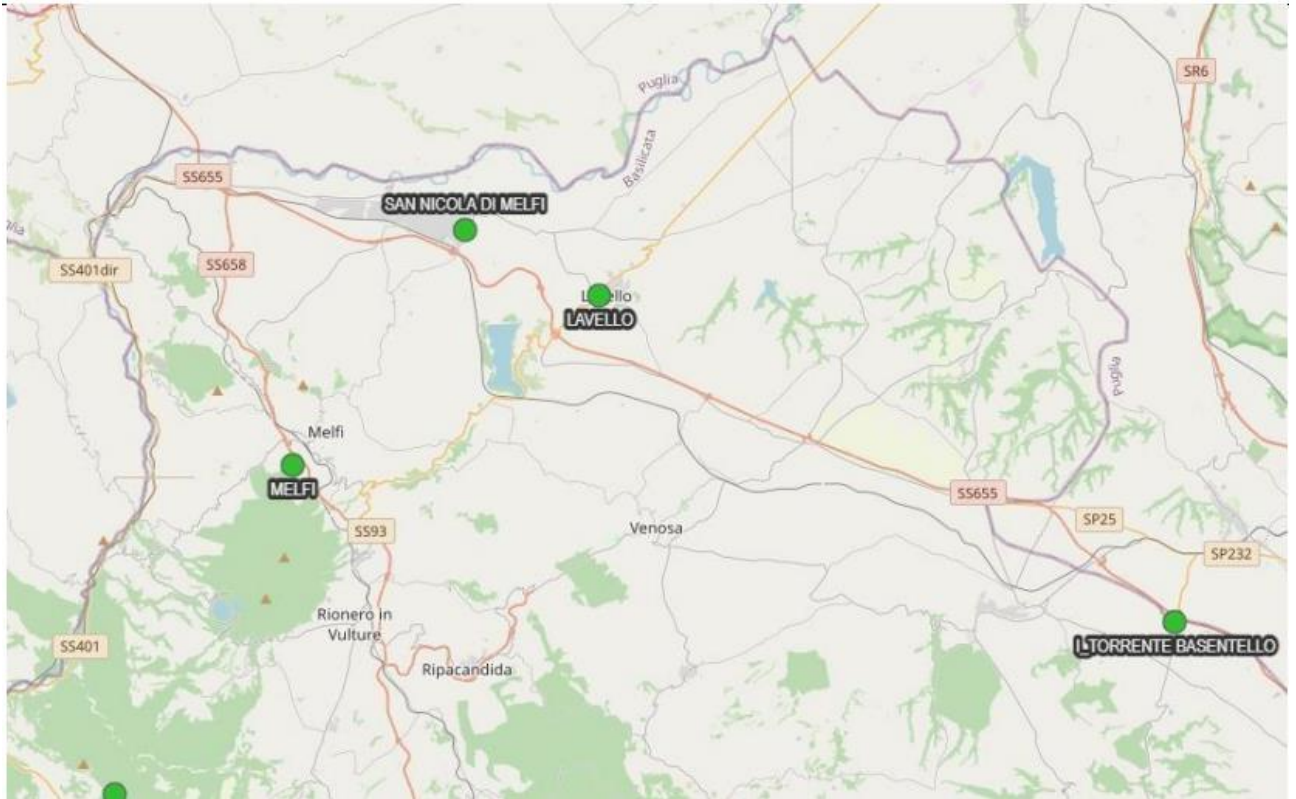 SR6
Puglia
Basilicata
SS655
SAN NICOLA DI MELFI
SS401dir
SS658
LAVELLO
Puglia
Melfi
MELFI
SS655
SP25
SS93
Venosa
SP232
Rionero in
Vulture
SS401
I_TORRENTE BASENTELLO
Ripacandida